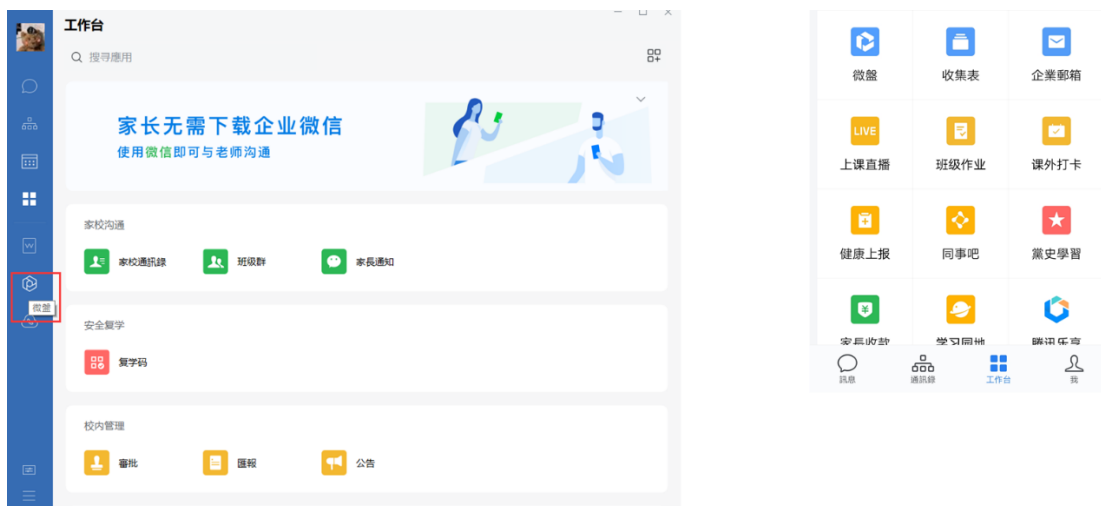 工作台
搜寻應用
家长无需下载企业微信
使用微信即可与老师沟通
家校沟通
家校通訊錄
班级群
家長通知
微盤
安全复学
复学码
校内管理
審批
匯報
公告
微盤
收集表
企業郵箱
LIVE
上课直播
班级作业
课外打卡
健康上报
同事吧
黨史學習
家長收款
学习园地
腾讯乐享
訊息
通訊錄
工作台
我